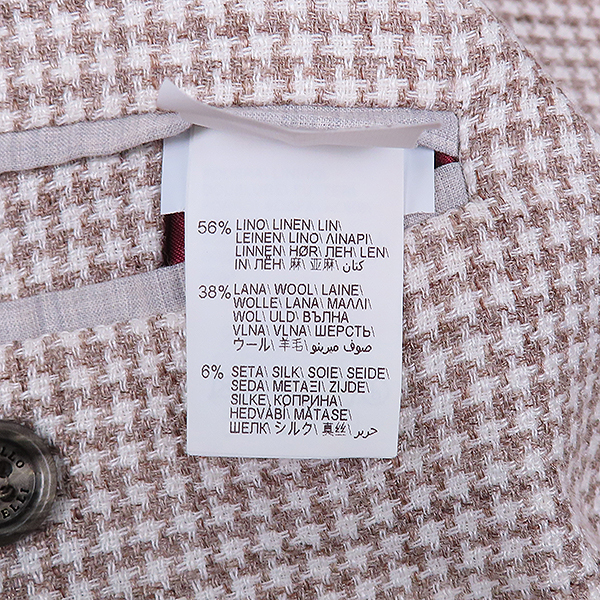 56% LINO\ LINEN\ LIN\
LEINEN\ LINO\ ΛΙΝΑΡΙ\
LINNEN\ HØR\ ЛЕН\ LEN\
IN\ ЛЁН\ 麻\ 亚麻\ كتان\
38% LANA\ WOOL\ LAINE\
WOLLE\ LANA\ ΜΑΛΛΙ\
WOL\ ULD\ ВЪЛНА\
VLNA\ VLNA\ ШЕРСТЬ\
ウール\ 羊毛\ صوف مبرينو\
6% SETA\ SILK\ SOIE\ SEIDE\
SEDA\ ΜΕΤΑΞΙ\ ZIJDE\
SILKE\ КОПРИНА\
HEDVÁBÍ\ MĂTASE\
ШЕЛК\ シルク\ 真丝\ حرير\